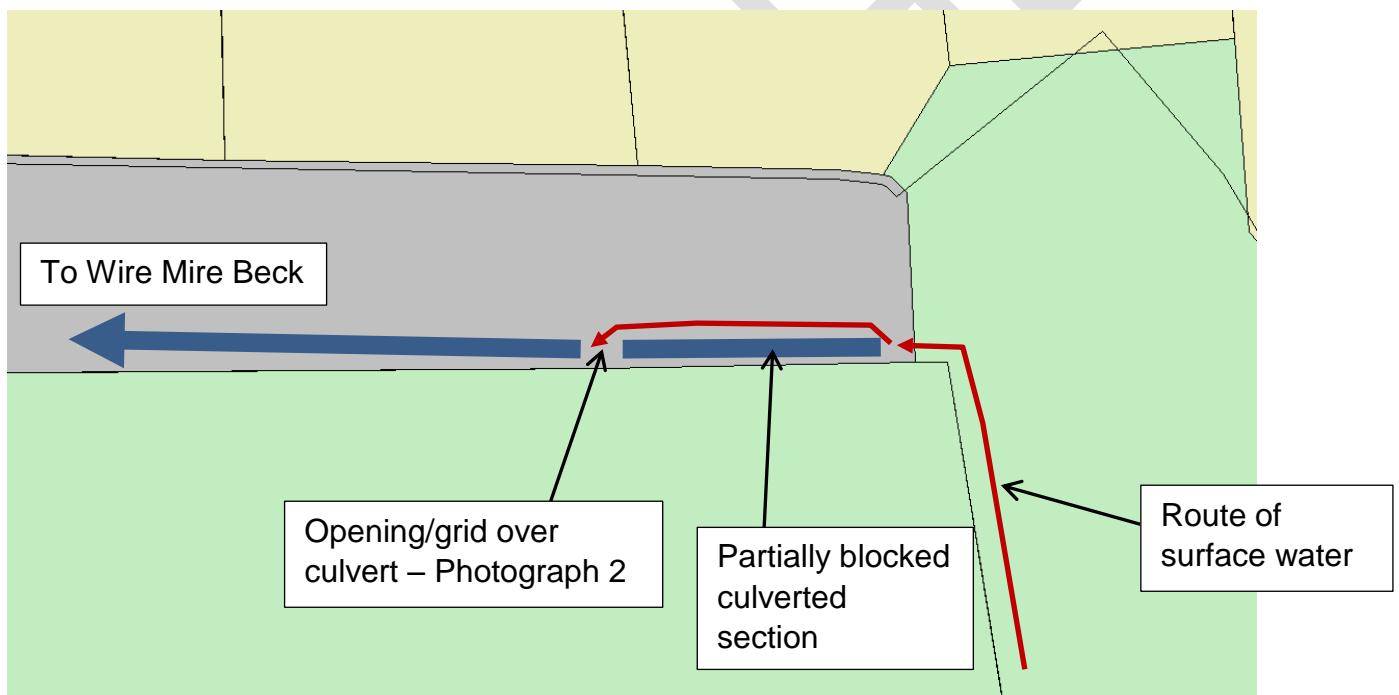 To Wire Mire Beck
Opening/grid over
culvert – Photograph 2
Partially blocked
culverted
section
Route of
surface water